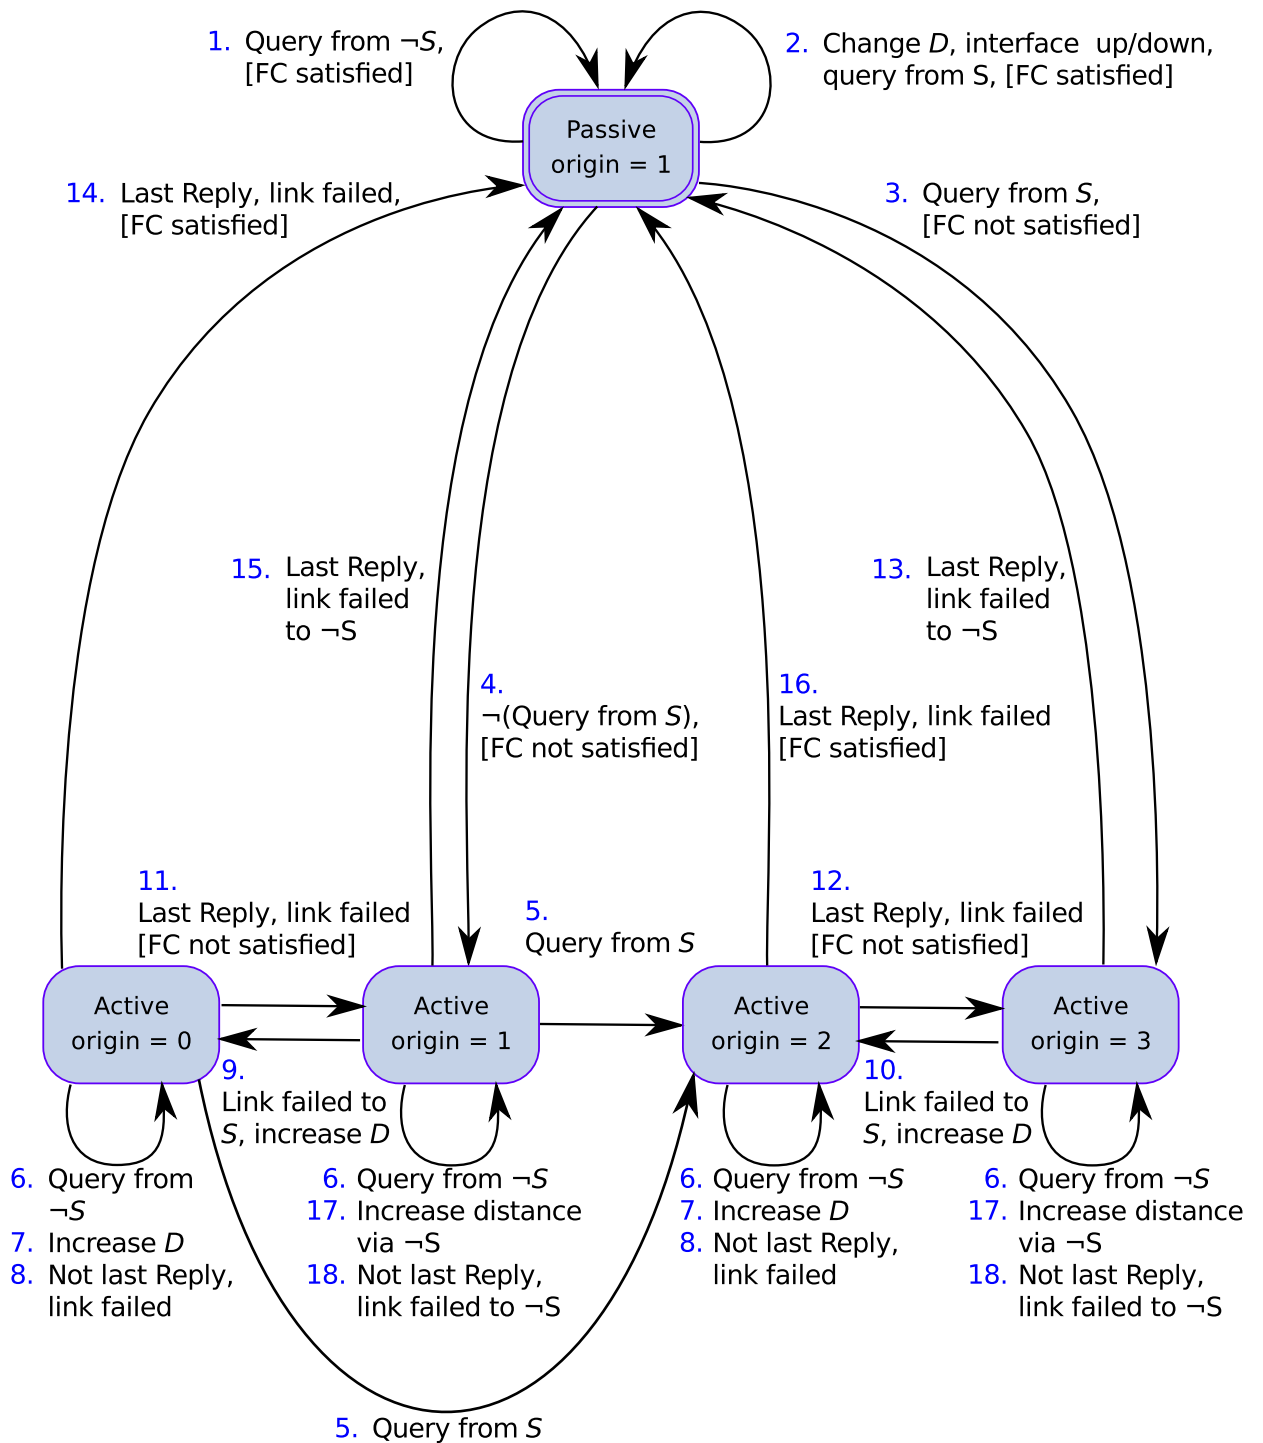 1. Query from ¬S,
[FC satisfied]
2. Change D, interface up/down,
query from S, [FC satisfied]
Passive
origin = 1
14. Last Reply, link failed,
[FC satisfied]
3. Query from S,
[FC not satisfied]
15. Last Reply,
link failed
to ¬S
13. Last Reply,
link failed
to ¬S
4.
¬(Query from S),
[FC not satisfied]
16.
Last Reply, link failed
[FC satisfied]
11.
Last Reply, link failed
[FC not satisfied]
5.
Query from S
12.
Last Reply, link failed
[FC not satisfied]
Active
origin = 0
Active
origin = 1
Active
origin = 2
Active
origin = 3
9.
Link failed to
S, increase D
10.
Link failed to
S, increase D
6. Query from
¬S
7. Increase D
8. Not last Reply,
link failed
6. Query from ¬S
17. Increase distance
via ¬S
18. Not last Reply,
link failed to ¬S
6. Query from ¬S
7. Increase D
8. Not last Reply,
link failed
6. Query from ¬S
17. Increase distance
via ¬S
18. Not last Reply,
link failed to ¬S
5. Query from S